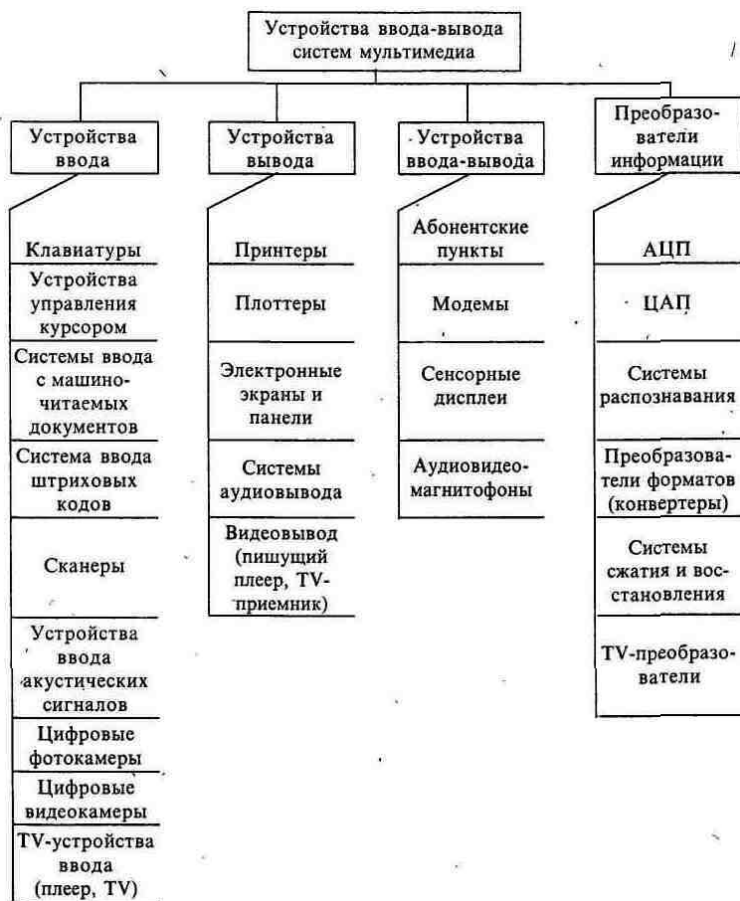 Устройства ввода-вывода
систем мультимедиа
Устройства
ввода
Клавиатуры
Устройства
управления
курсором
Системы ввода
с машино-
читаемых
документов
Система ввода
штриховых
кодов
Сканеры
Устройства
ввода
акустических
сигналов
Цифровые
фотокамеры
Цифровые
видеокамеры
TV-устройства
ввода
(плеер, TV)
Устройства
вывода
Принтеры
Плоттеры
Электронные
экраны и
панели
Системы
аудиовывода
Видеовывод
(пишущий
плеер, TV-
приемник)
Устройства
ввода-вывода
Абонентские
пункты
Модемы
Сенсорные
дисплеи
Аудиовидео-
магнитофоны
Преобразо-
ватели
информации
АЦП
ЦАП
Системы
распознавания
Преобразова-
тели форматов
(конвертеры)
Системы
сжатия и вос-
становления
TV-преобразо-
ватели